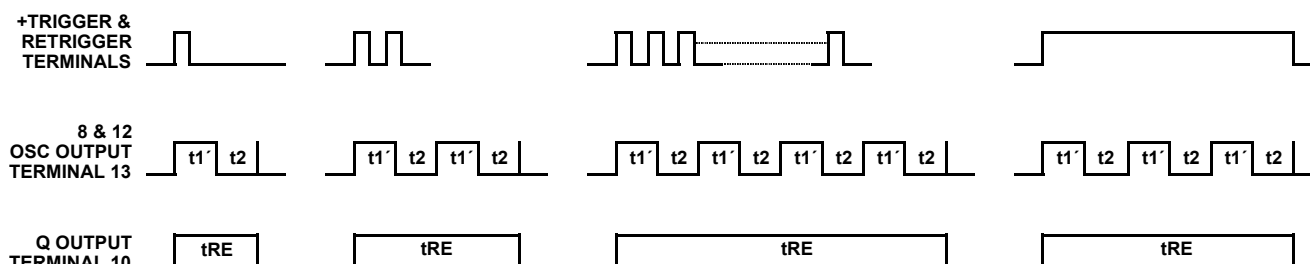 +TRIGGER &
RETRIGGER
TERMINALS
8 & 12
OSC OUTPUT
TERMINAL 13
t1´ t2
t1´ t2 t1´ t2
t1´ t2 t1´ t2 t1´ t2 t1´ t2
t1´ t2 t1´ t2 t1´ t2
Q OUTPUT
TERMINAL 10
tRE
tRE
tRE
tRE